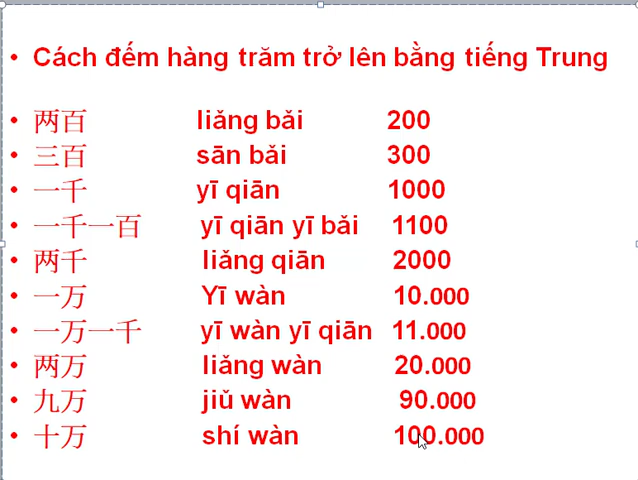 • Cách đếm hàng trăm trở lên bằng tiếng Trung
• 两百 liǎng bǎi 200
• 三百 sān bǎi 300
• 一千 yī qiān 1000
• 一千一百 yī qiān yī bǎi 1100
• 两千 liǎng qiān 2000
• 一万 Yī wàn 10.000
• 一万一千 yī wàn yī qiān 11.000
• 两万 liǎng wàn 20.000
• 九万 jiǔ wàn 90.000
• 十万 shí wàn 100.000